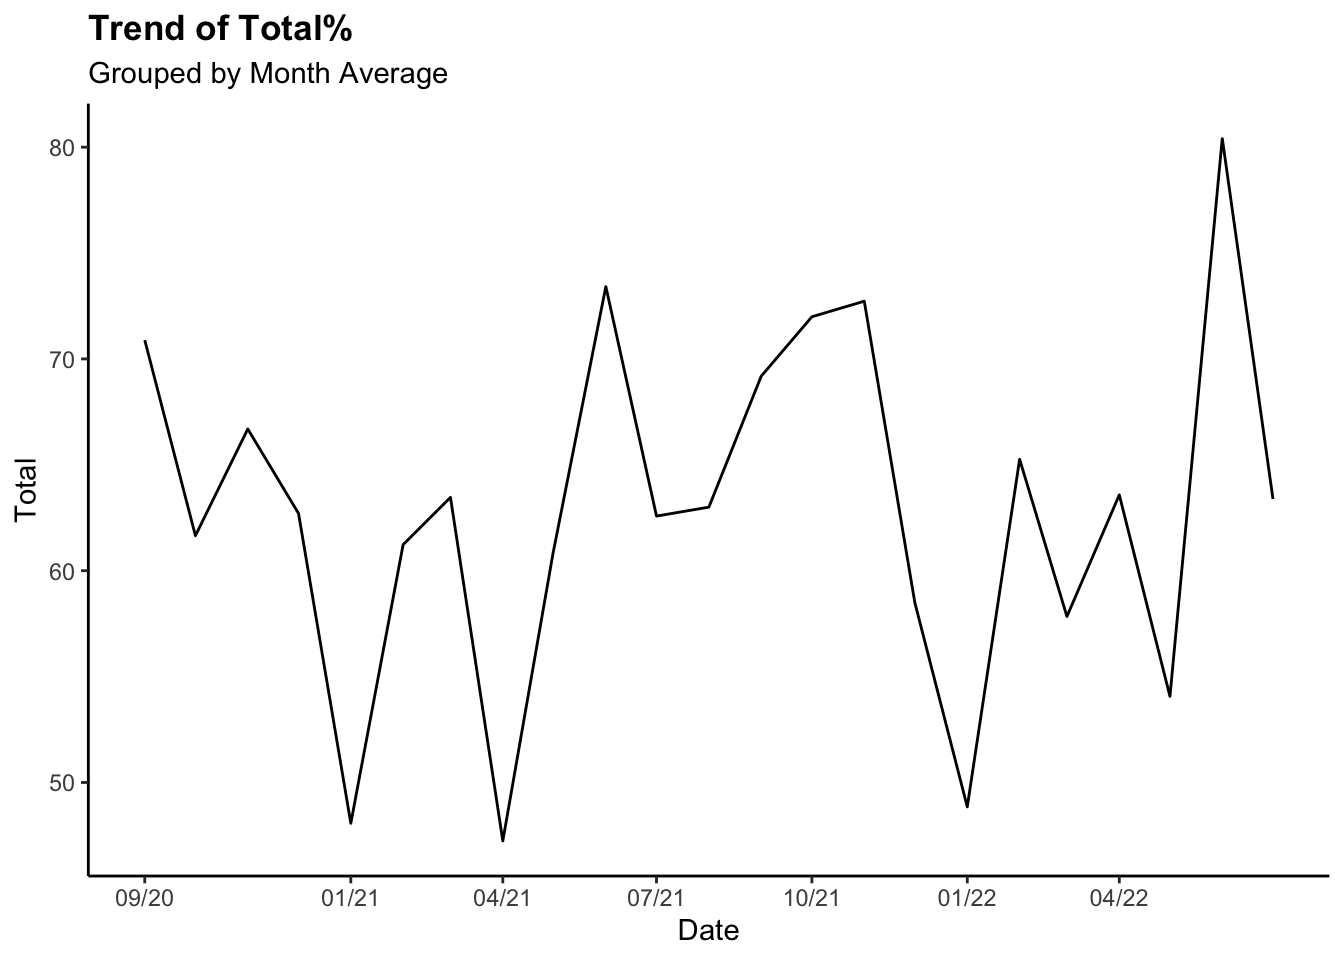 Trend of Total%
Grouped by Month Average
80
70
60
50
Total
09/20
01/21
04/21
07/21
10/21
01/22
04/22
Date